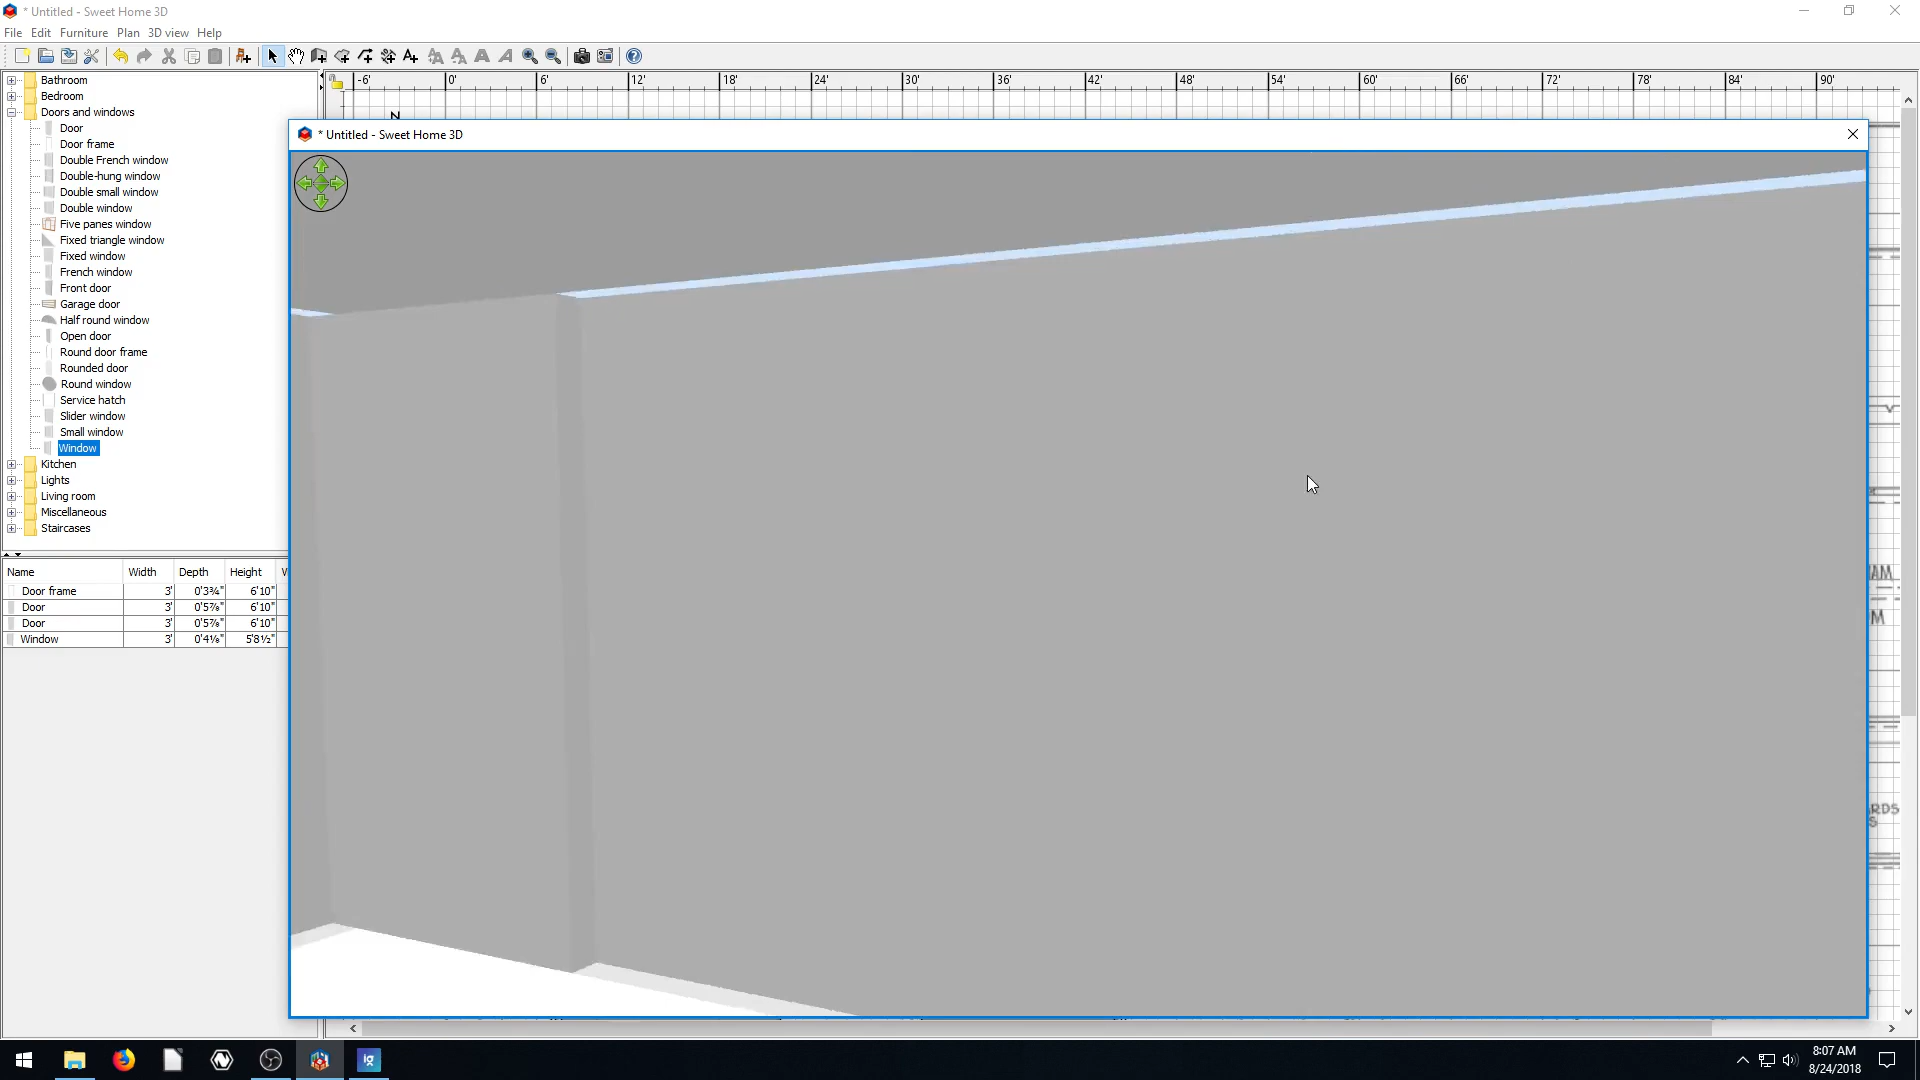 * Untitled - Sweet Home 3D
File Edit Furniture Plan 3D view Help
-6' 0' 6' 12' 18' 24' 30' 36' 42' 48' 54' 60' 66' 72' 78' 84' 90'
Bathroom
Bedroom
Doors and windows
Door
Door frame
Double French window
Double-hung window
Double small window
Double window
Five panes window
Fixed triangle window
Fixed window
French window
Front door
Garage door
Half round window
Open door
Round door frame
Rounded door
Round window
Service hatch
Slider window
Small window
Window
Kitchen
Lights
Living room
Miscellaneous
Staircases
Name Width Depth Height
Door frame 3' 0'3¾" 6'10"
Door 3' 0'5⅞" 6'10"
Door 3' 0'5⅞" 6'10"
Window 3' 0'4⅛" 5'8½"
N
* Untitled - Sweet Home 3D
RDS
S
ig
8:07 AM
8/24/2018